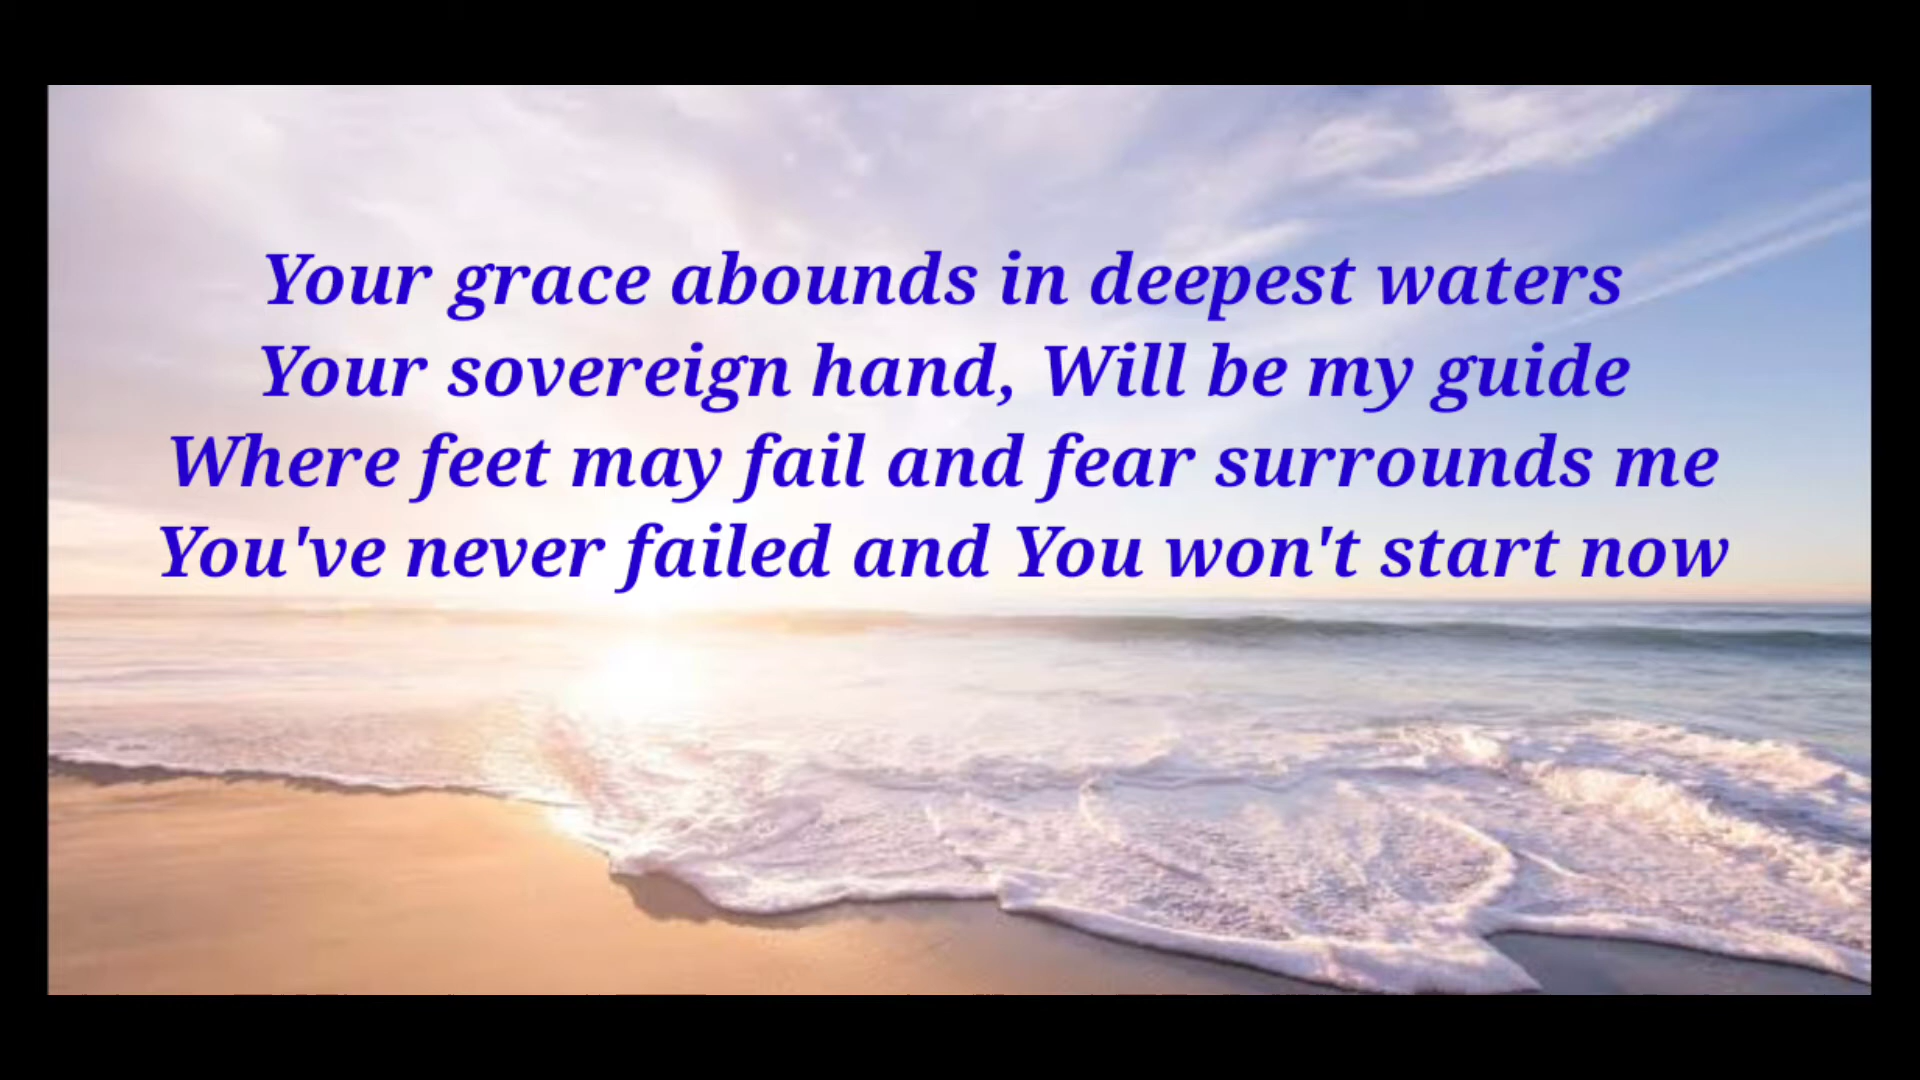 Your grace abounds in deepest waters
Your sovereign hand, Will be my guide
Where feet may fail and fear surrounds me
You've never failed and You won't start now